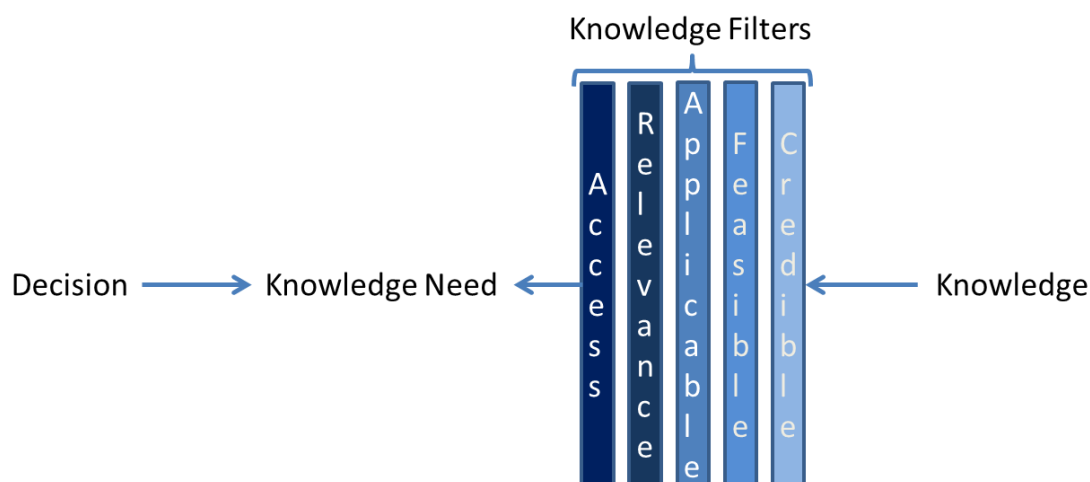 Knowledge Filters
Access
Relevance
Applicable
Feasible
Credible
Decision
Knowledge Need
Knowledge